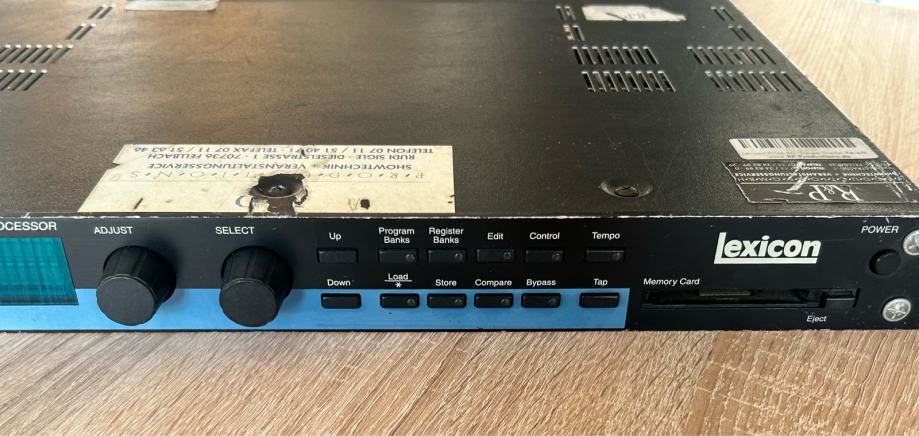 SHOWTECHNIK · VERANSTALTUNGSSERVICE
RUDI SIGLE · DIESELSTRASSE 1 · 70736 FELLBACH
TELEFON 07 11 / 51 40 71 · TELEFAX 07 11 / 51 63 46
R&P
OCESSOR
ADJUST
SELECT
Up
Program Banks
Register Banks
Edit
Control
Tempo
Lexicon
POWER
Down
Load
*
Store
Compare
Bypass
Tap
Memory Card
Eject